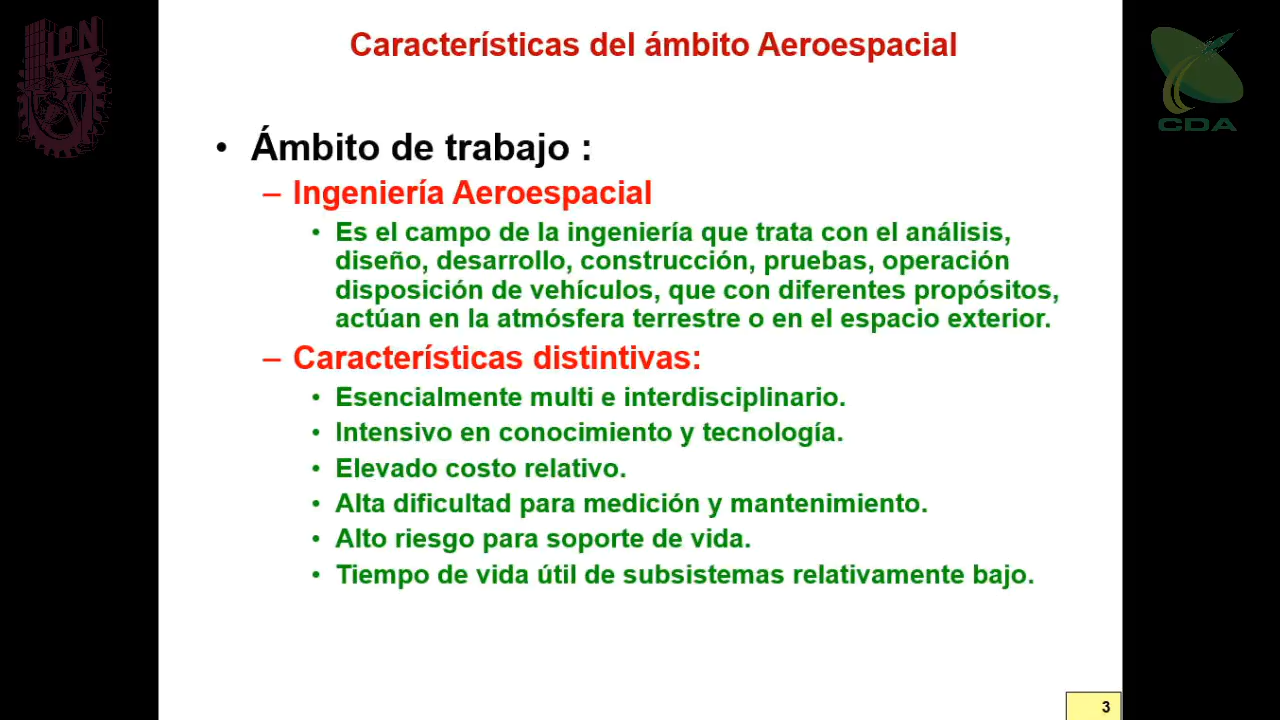 IPN
CDA
Características del ámbito Aeroespacial
• Ámbito de trabajo :
– Ingeniería Aeroespacial
• Es el campo de la ingeniería que trata con el análisis,
diseño, desarrollo, construcción, pruebas, operación
disposición de vehículos, que con diferentes propósitos,
actúan en la atmósfera terrestre o en el espacio exterior.
– Características distintivas:
• Esencialmente multi e interdisciplinario.
• Intensivo en conocimiento y tecnología.
• Elevado costo relativo.
• Alta dificultad para medición y mantenimiento.
• Alto riesgo para soporte de vida.
• Tiempo de vida útil de subsistemas relativamente bajo.
3